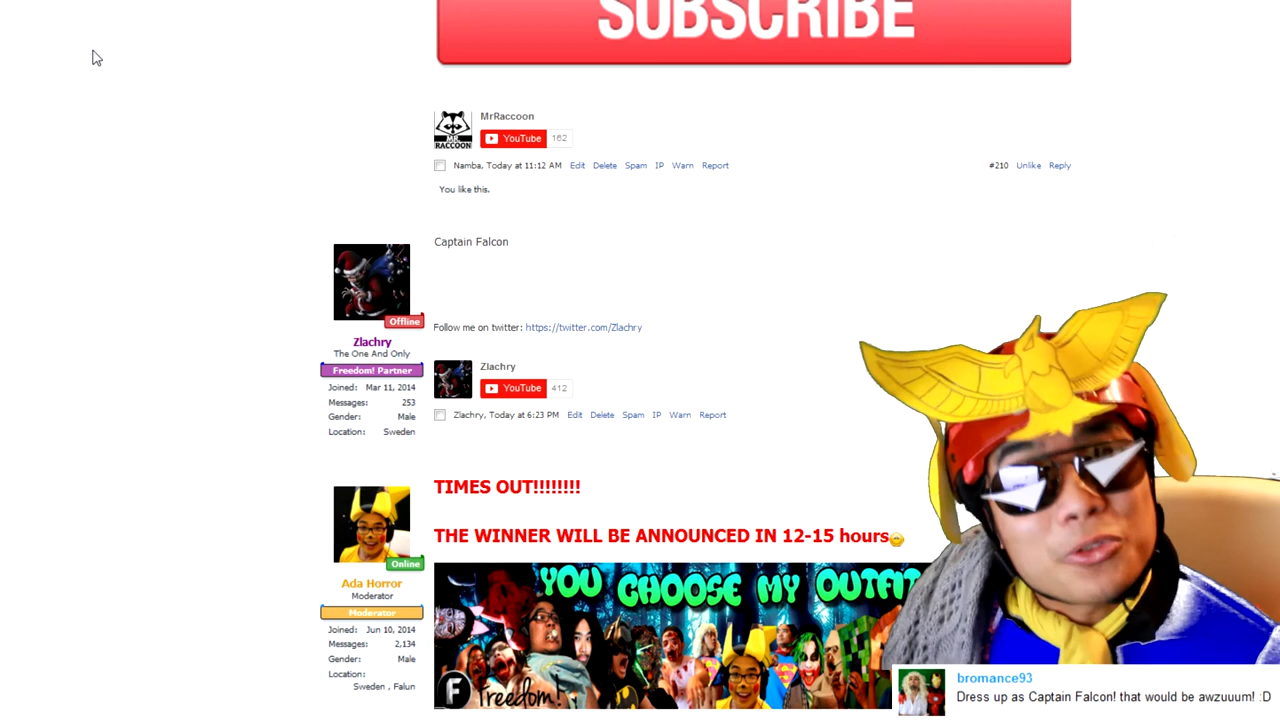 SUBSCRIBE
MrRaccoon
YouTube 162
Namba, Today at 11:12 AM Edit Delete Spam IP Warn Report #210 Unlike Reply
You like this.
Captain Falcon
Offline
Zlachry
The One And Only
Freedom! Partner
Joined: Mar 11, 2014
Messages: 253
Gender: Male
Location: Sweden
Follow me on twitter: https://twitter.com/Zlachry
Zlachry
YouTube 412
Zlachry, Today at 6:23 PM Edit Delete Spam IP Warn Report
TIMES OUT!!!!!!!!
THE WINNER WILL BE ANNOUNCED IN 12-15 hours
Online
Ada Horror
Moderator
Moderator
Joined: Jun 10, 2014
Messages: 2,134
Gender: Male
Location:
Sweden , Falun
YOU CHOOSE MY OUTFIT
F Freedom!
MR. RACCOON
bromance93
Dress up as Captain Falcon! that would be awzuuum! :D